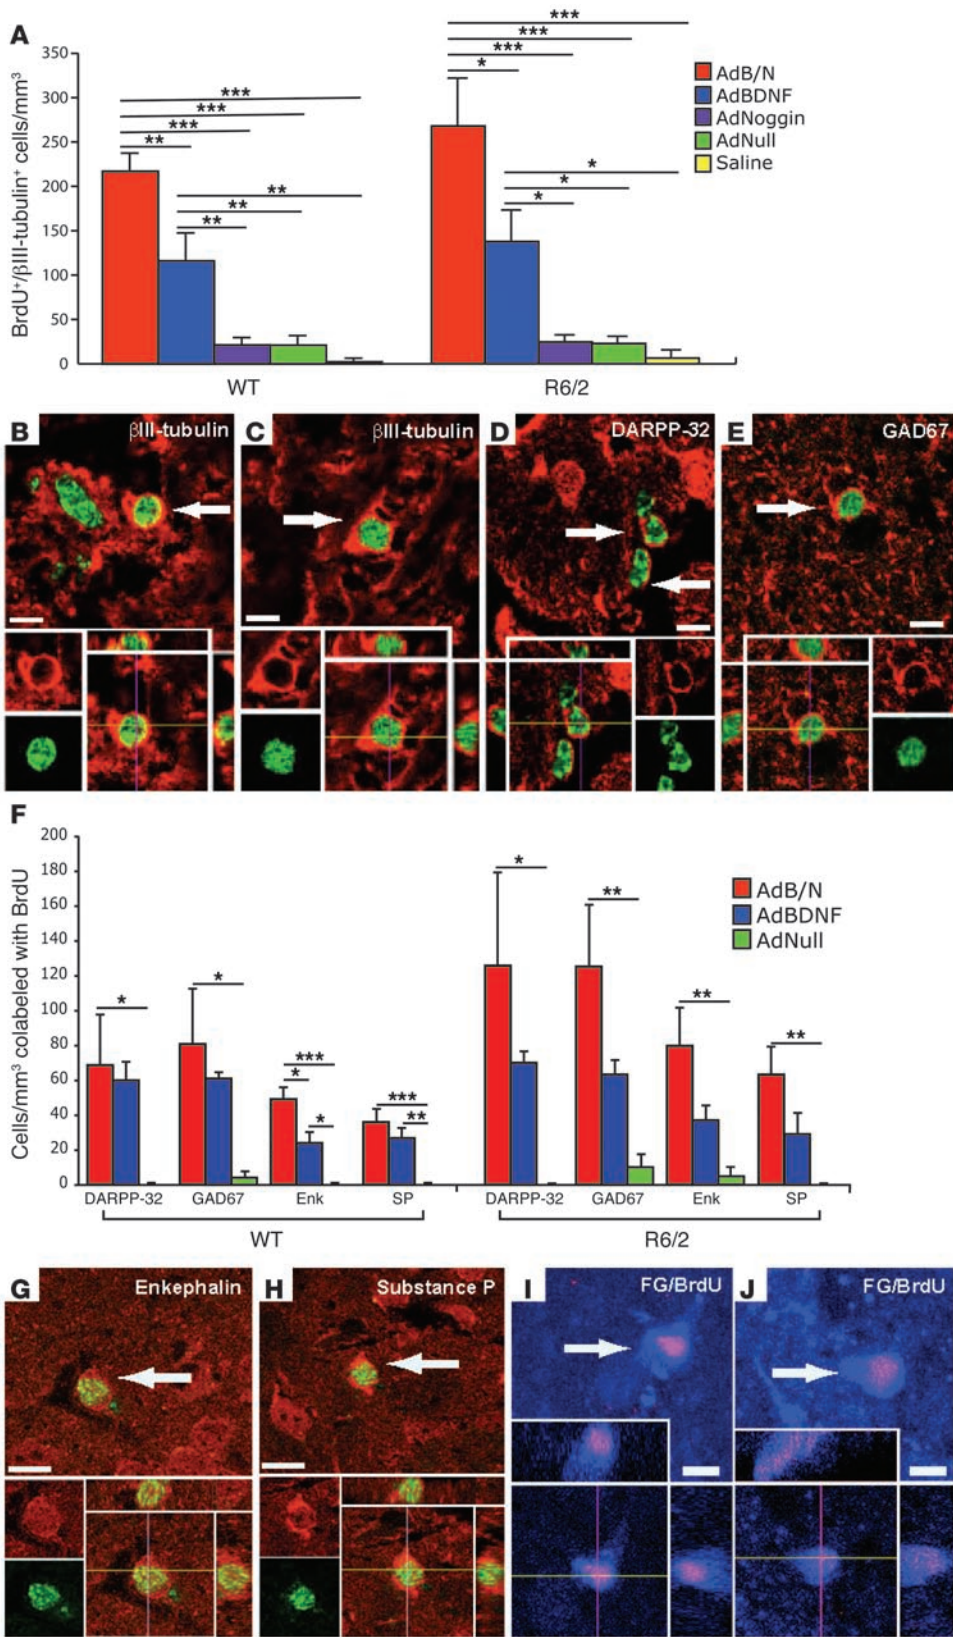 A
BrdU⁺/βIII-tubulin⁺ cells/mm³
350
300
250
200
150
100
50
0
***
***
***
**
**
**
**
***
***
***
*
*
*
*
AdB/N
AdBDNF
AdNoggin
AdNull
Saline
WT
R6/2
B
βIII-tubulin
C
βIII-tubulin
D
DARPP-32
E
GAD67
F
Cells/mm³ colabeled with BrdU
200
180
160
140
120
100
80
60
40
20
0
*
*
***
*
*
***
**
*
**
**
**
AdB/N
AdBDNF
AdNull
DARPP-32 GAD67 Enk SP DARPP-32 GAD67 Enk SP
WT
R6/2
G
Enkephalin
H
Substance P
I
FG/BrdU
J
FG/BrdU